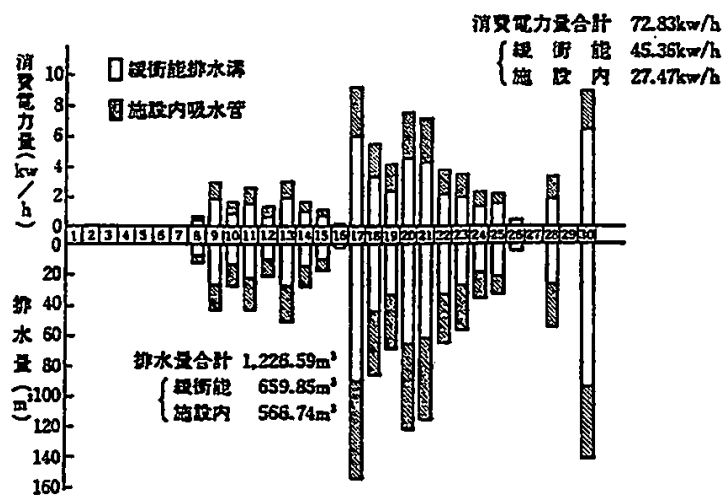 消費電力量合計 72.83kw/h
緩衝能 45.36kw/h
施設内 27.47kw/h
緩衝能排水溝
施設内吸水管
消費電力量(kw/h)
10
8
6
4
2
0
1 2 3 4 5 6 7 8 9 10 11 12 13 14 15 16 17 18 19 20 21 22 23 24 25 26 27 28 29 30
0
20
40
60
80
100
120
140
160
排水量(m³)
排水量合計 1,226.59m³
緩衝能 659.85m³
施設内 566.74m³